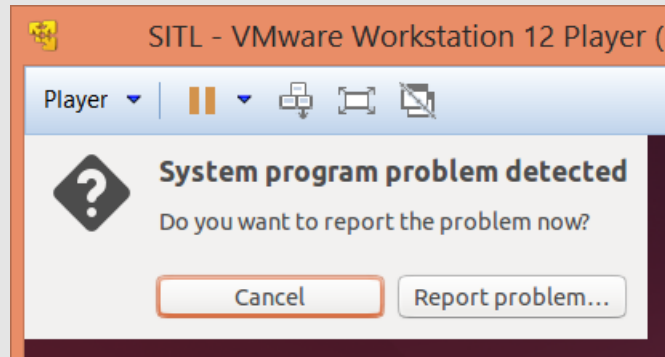 SITL - VMware Workstation 12 Player (
Player
System program problem detected
Do you want to report the problem now?
Cancel
Report problem...